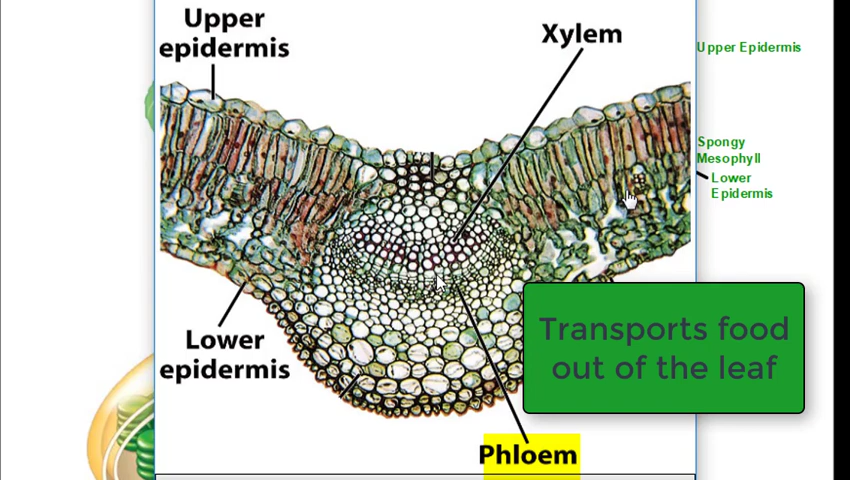 Upper
epidermis
Xylem
Upper Epidermis
Spongy
Mesophyll
Lower
Epidermis
Lower
epidermis
Transports food
out of the leaf
Phloem